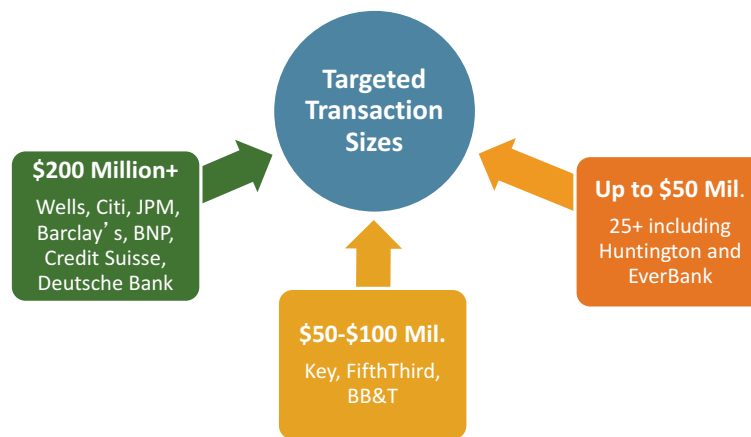 Targeted
Transaction
Sizes
$200 Million+
Wells, Citi, JPM,
Barclay’s, BNP,
Credit Suisse,
Deutsche Bank
Up to $50 Mil.
25+ including
Huntington and
EverBank
$50-$100 Mil.
Key, FifthThird,
BB&T